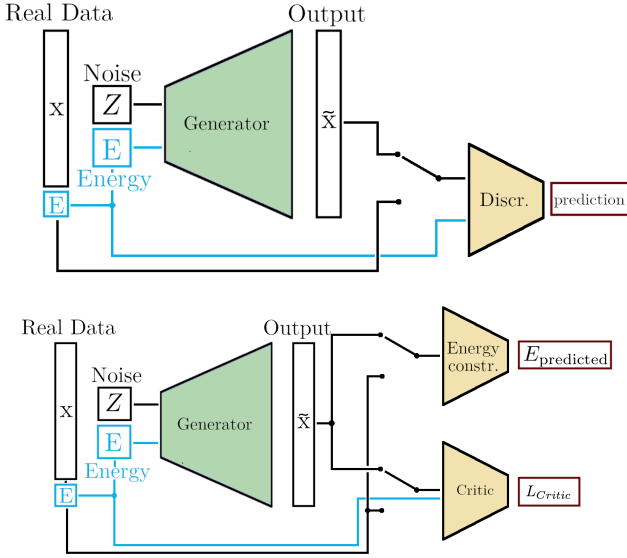 Real Data
Output
Noise
x
Z
Generator
x̃
E
Energy
E
Discr.
prediction
Real Data
Output
Noise
x
Z
Generator
x̃
E
Energy
E
Energy
constr.
E_predicted
Critic
L_Critic